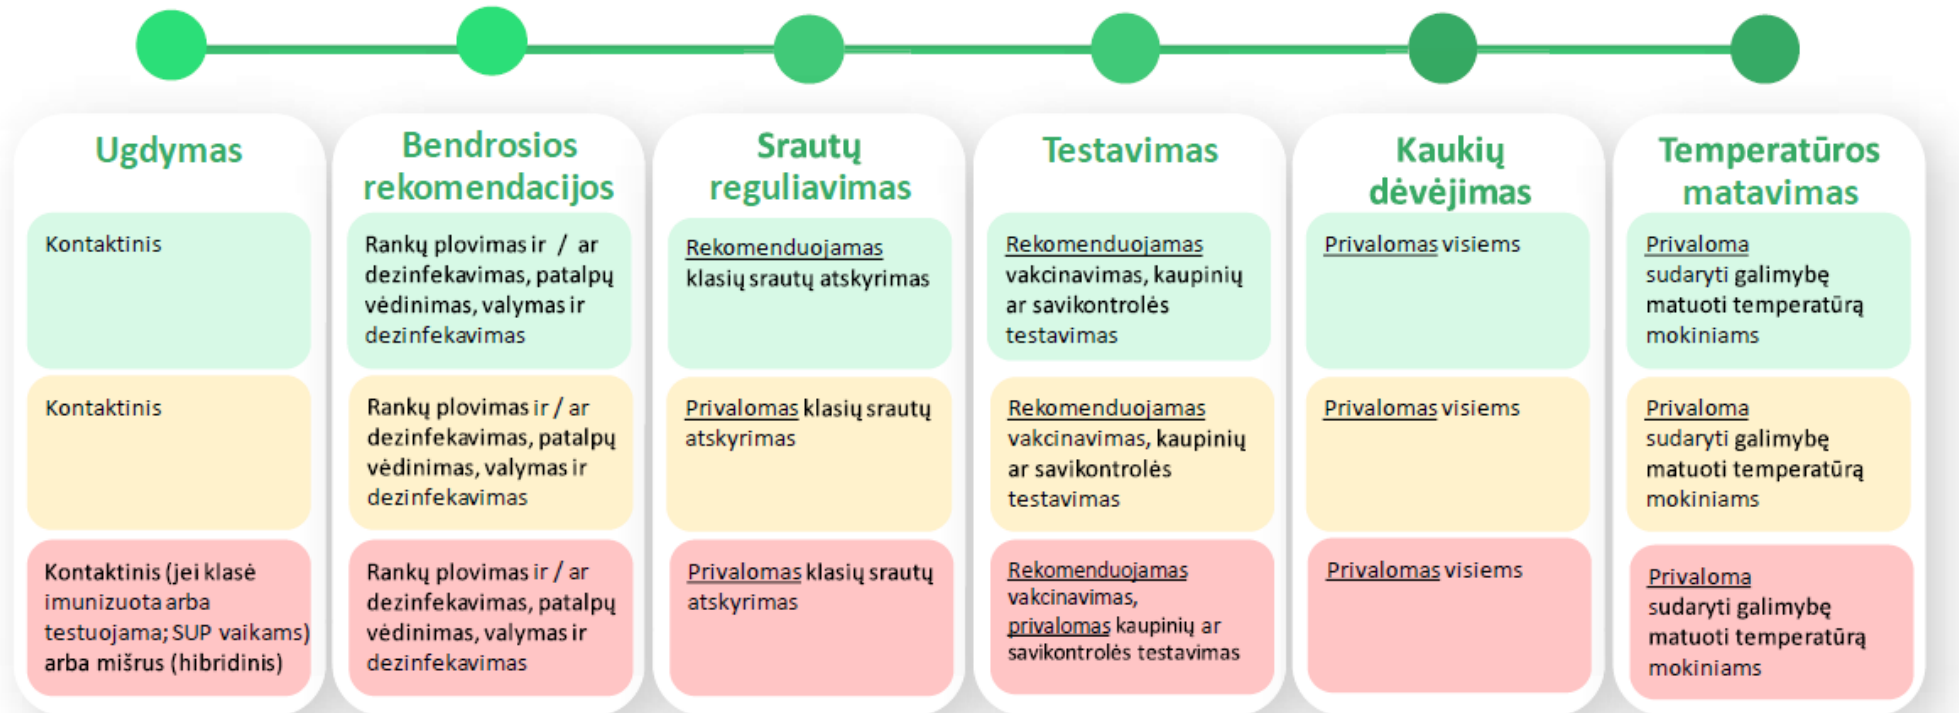 Ugdymas
Kontaktinis
Kontaktinis
Kontaktinis (jei klasė
imunizuota arba
testuojama; SUP vaikams)
arba mišrus (hibridinis)
Bendrosios
rekomendacijos
Rankų plovimas ir / ar
dezinfekavimas, patalpų
vėdinimas, valymas ir
dezinfekavimas
Rankų plovimas ir / ar
dezinfekavimas, patalpų
vėdinimas, valymas ir
dezinfekavimas
Rankų plovimas ir / ar
dezinfekavimas, patalpų
vėdinimas, valymas ir
dezinfekavimas
Srautų
reguliavimas
Rekomenduojamas
klasių srautų atskyrimas
Privalomas klasių srautų
atskyrimas
Privalomas klasių srautų
atskyrimas
Testavimas
Rekomenduojamas
vakcinavimas, kaupinių
ar savikontrolės
testavimas
Rekomenduojamas
vakcinavimas, kaupinių
ar savikontrolės
testavimas
Rekomenduojamas
vakcinavimas,
privalomas kaupinių ar
savikontrolės testavimas
Kaukių
dėvėjimas
Privalomas visiems
Privalomas visiems
Privalomas visiems
Temperatūros
matavimas
Privaloma
sudaryti galimybę
matuoti temperatūrą
mokiniams
Privaloma
sudaryti galimybę
matuoti temperatūrą
mokiniams
Privaloma
sudaryti galimybę
matuoti temperatūrą
mokiniams